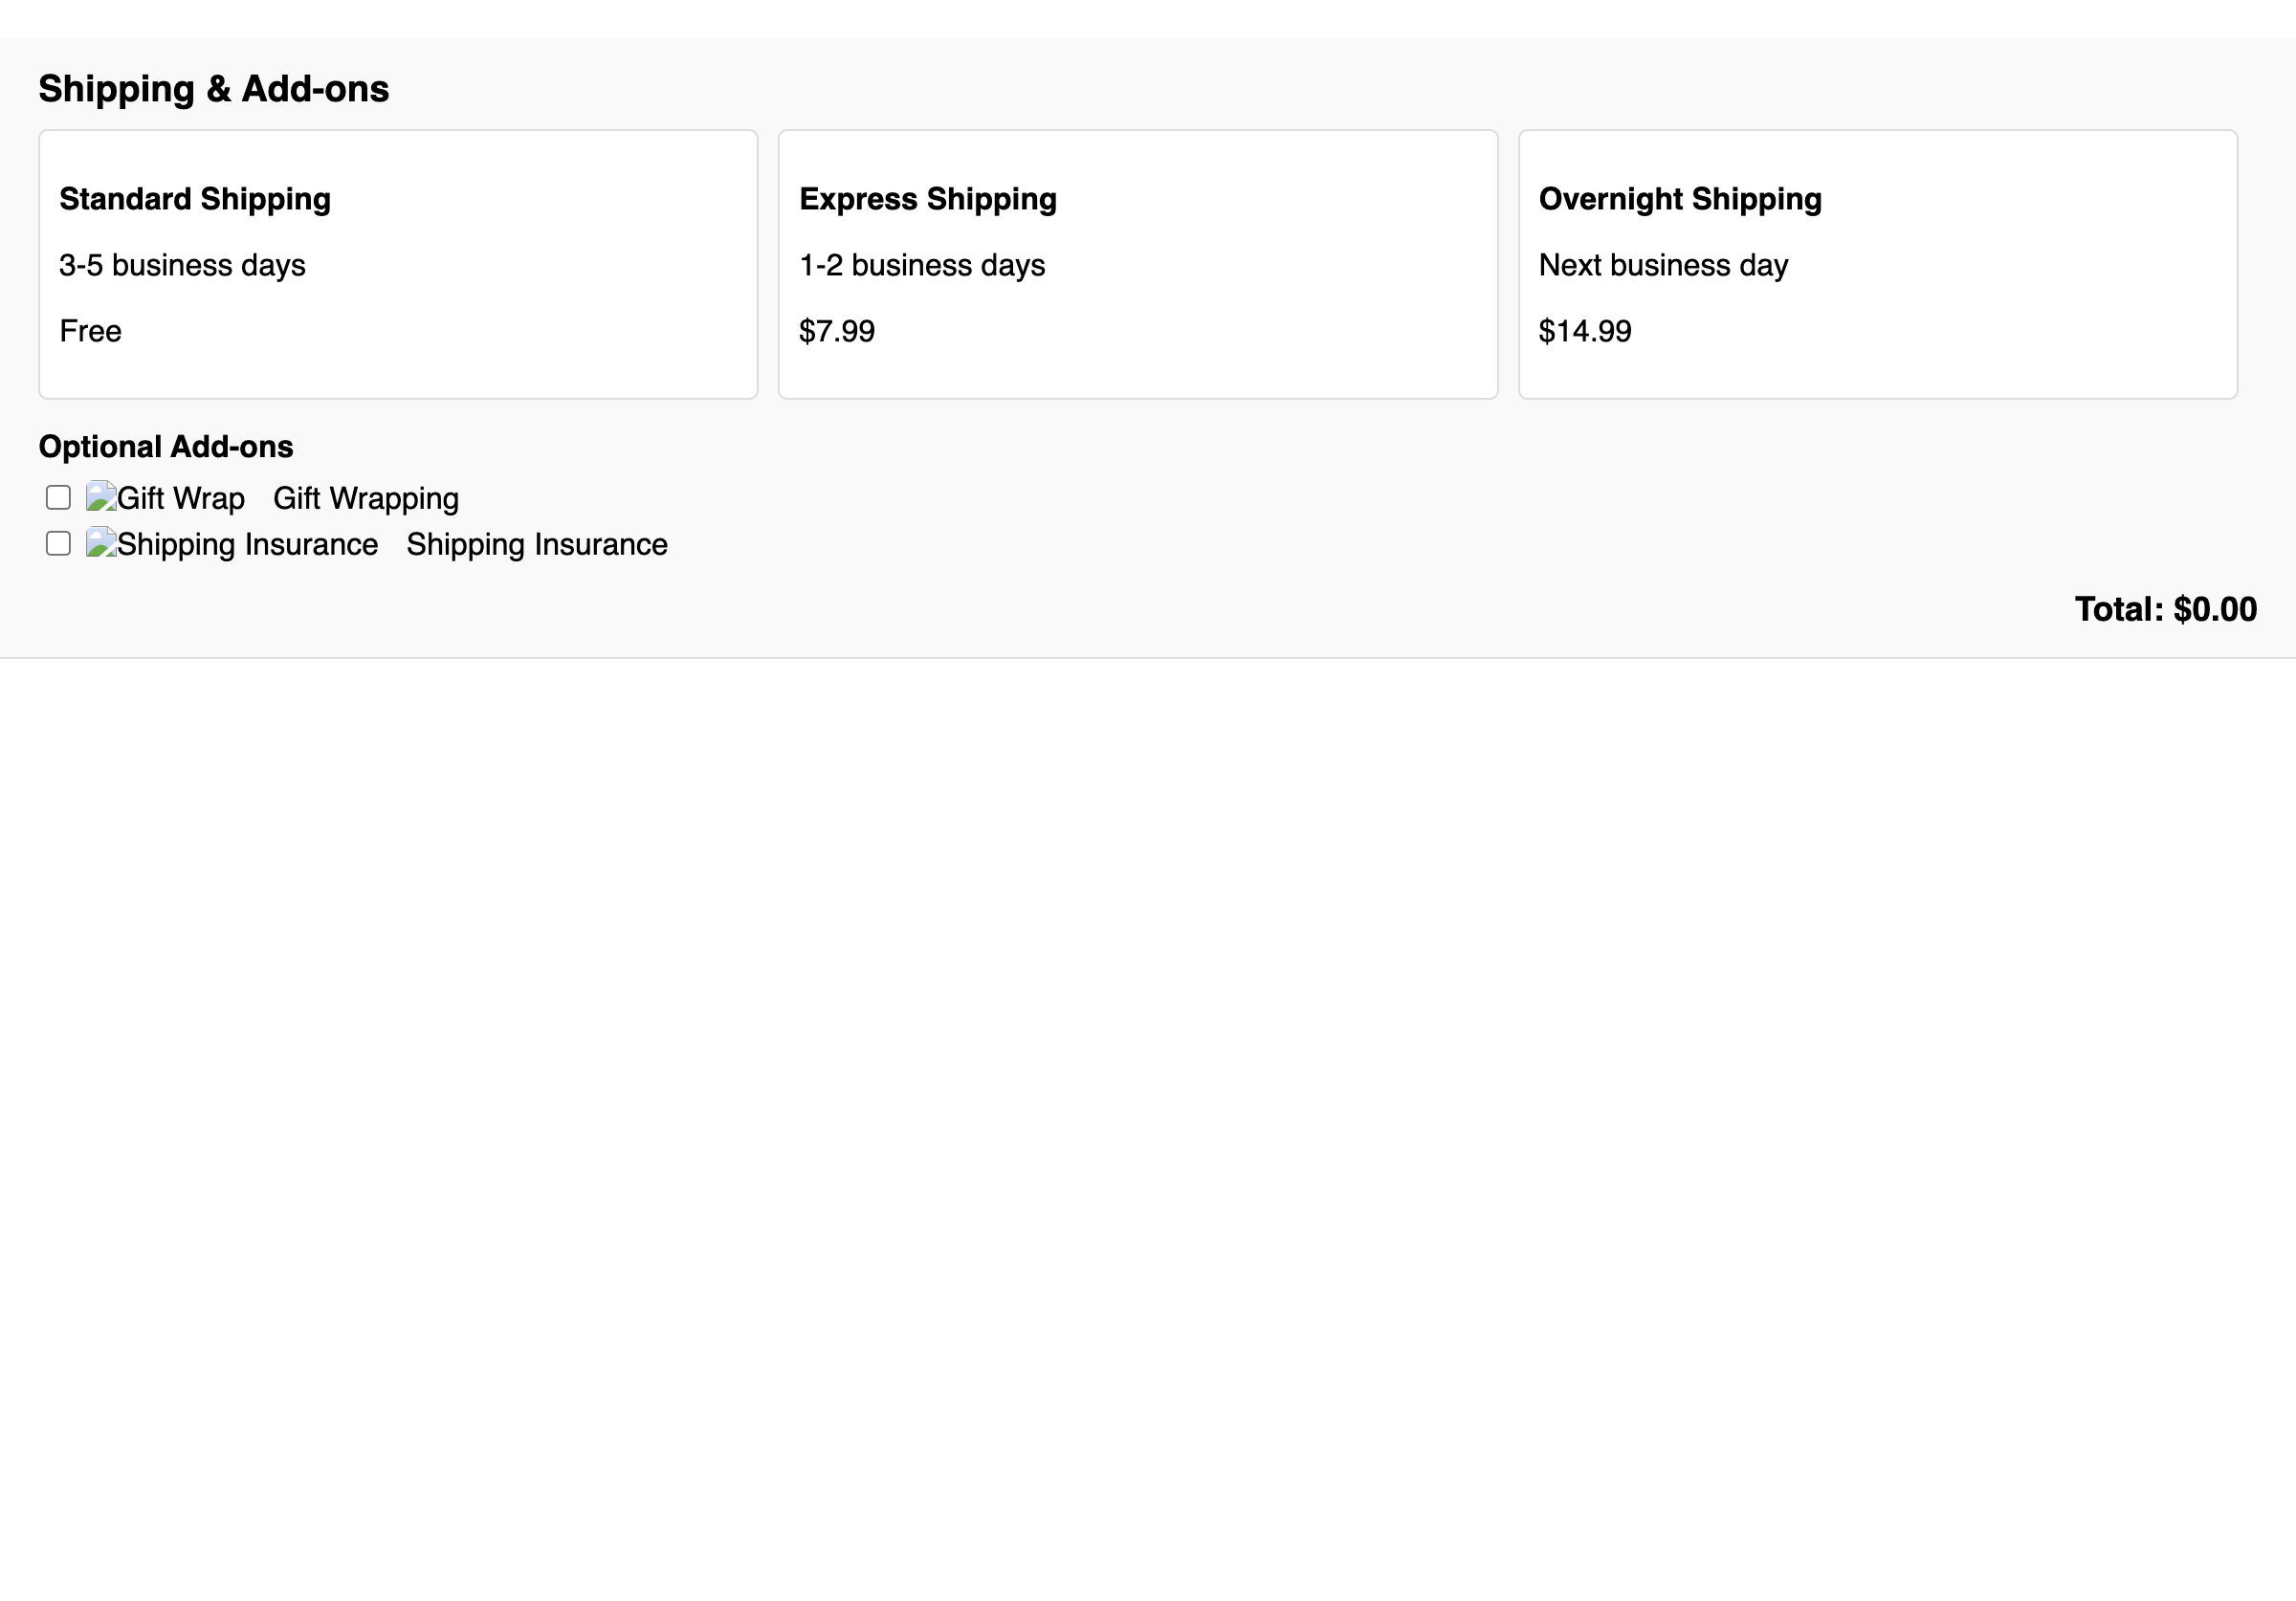 Shipping & Add-ons
Standard Shipping
3-5 business days
Free
Express Shipping
1-2 business days
$7.99
Overnight Shipping
Next business day
$14.99
Optional Add-ons
Gift Wrap Gift Wrapping
Shipping Insurance Shipping Insurance
Total: $0.00